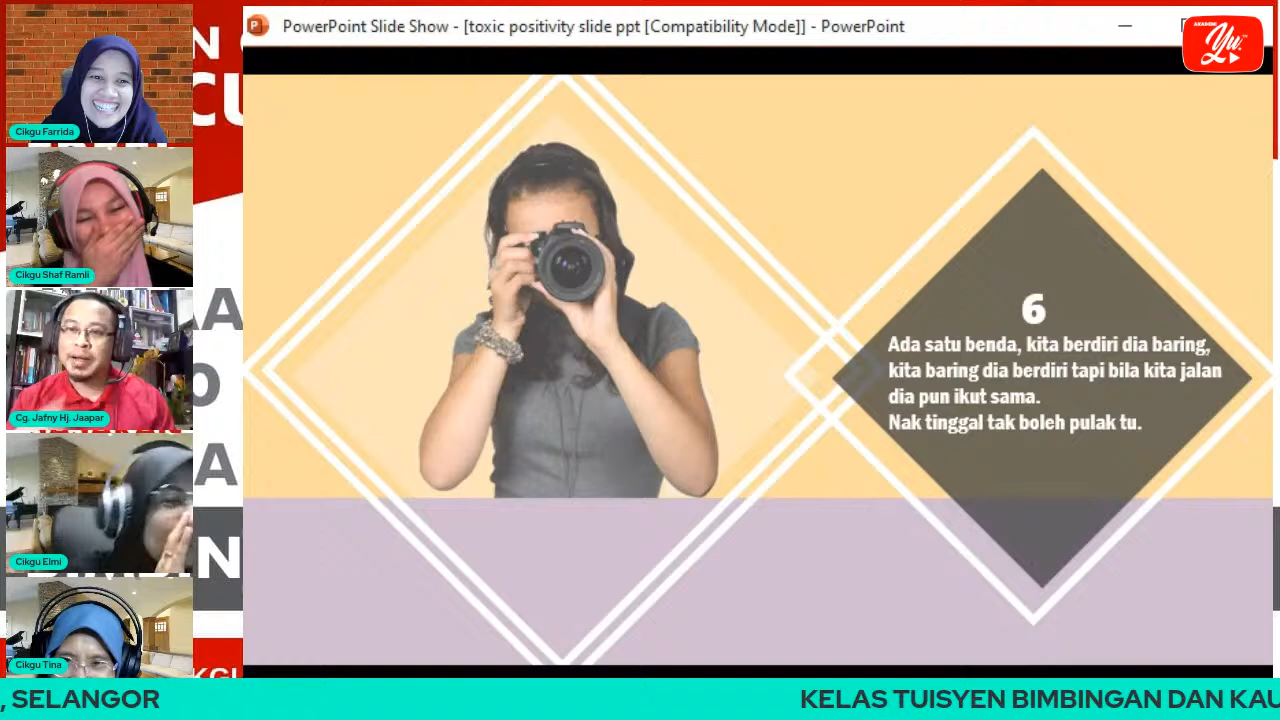 PowerPoint Slide Show - [toxic positivity slide ppt [Compatibility Mode]] - PowerPoint
AKADEMI
Yu
Cikgu Farrida
Cikgu Shaf Ramli
Cg. Jafny Hj. Jaapar
Cikgu Elmi
Cikgu Tina
6
Ada satu benda, kita berdiri dia baring,
kita baring dia berdiri tapi bila kita jalan
dia pun ikut sama.
Nak tinggal tak boleh pulak tu.
, SELANGOR
KELAS TUISYEN BIMBINGAN DAN KAU